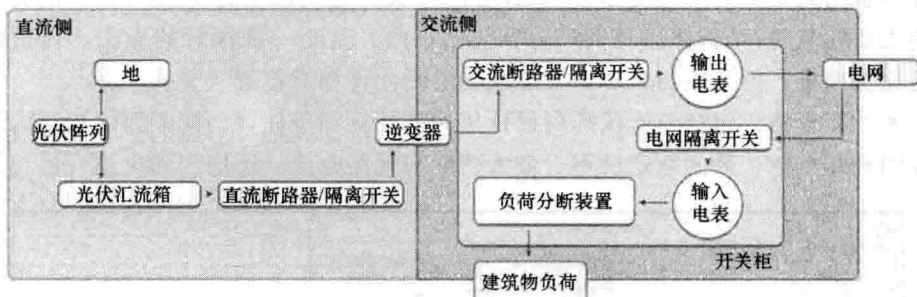 直流侧
交流侧
地
光伏阵列
光伏汇流箱
直流断路器/隔离开关
逆变器
交流断路器/隔离开关
输出
电表
电网
电网隔离开关
输入
电表
负荷分断装置
开关柜
建筑物负荷